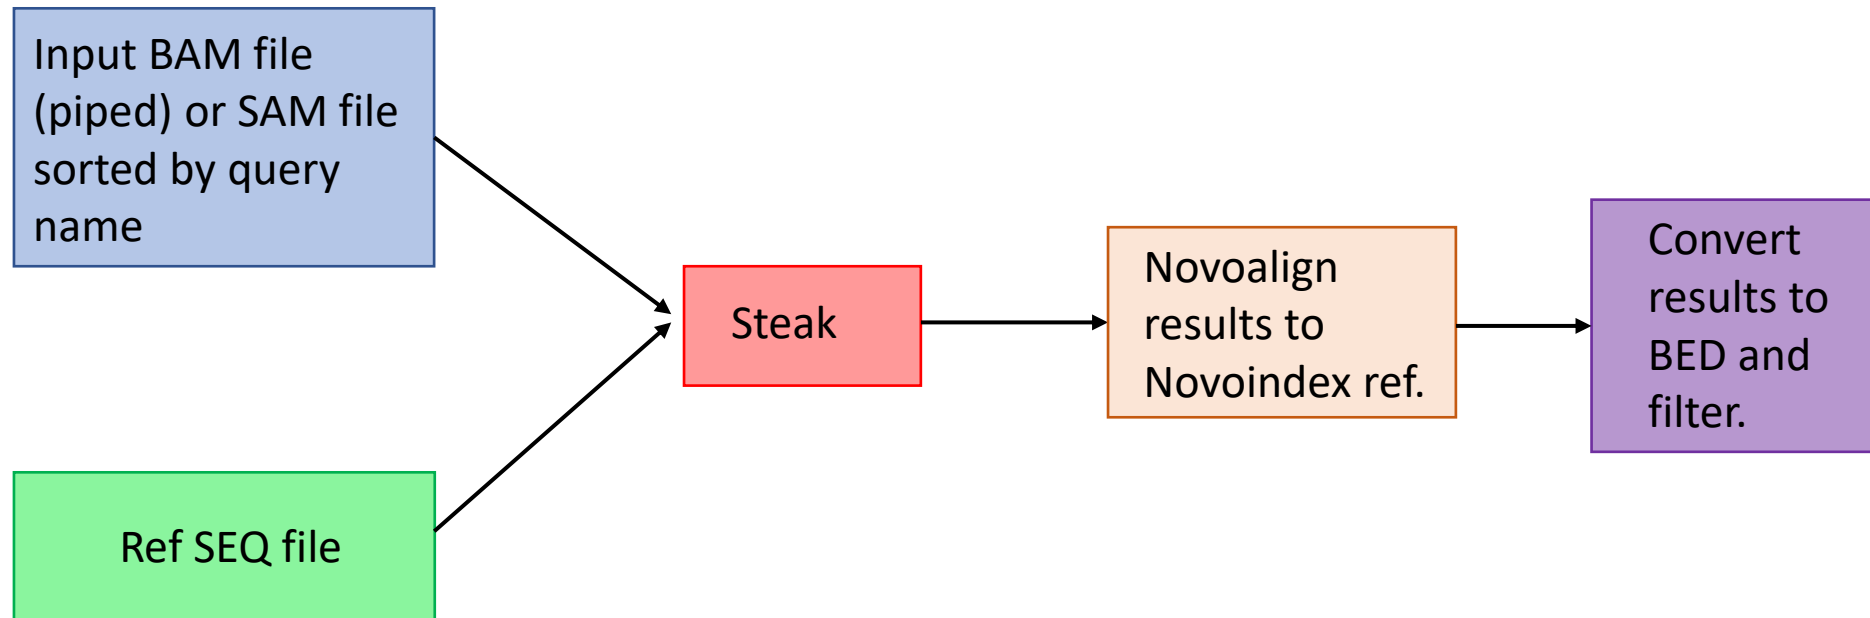 Input BAM file
(piped) or SAM file
sorted by query
name
Ref SEQ file
Steak
Novoalign
results to
Novoindex ref.
Convert
results to
BED and
filter.